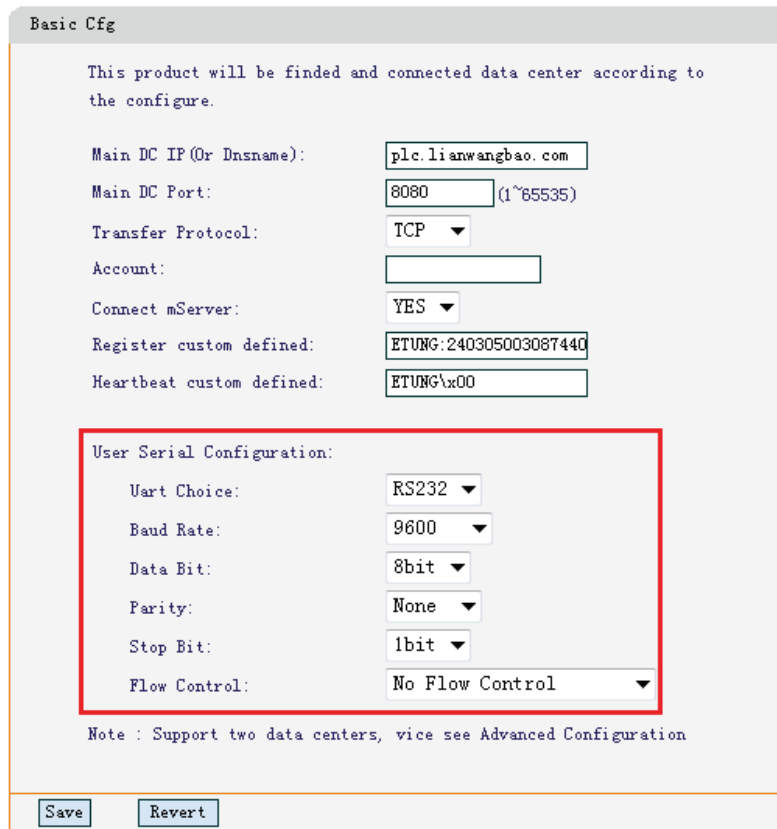 Basic Cfg
This product will be finded and connected data center according to
the configure.
Main DC IP(Or Dnsname): plc.lianwangbao.com
Main DC Port: 8080 (1~65535)
Transfer Protocol: TCP
Account:
Connect mServer: YES
Register custom defined: ETUNG:240305003087440
Heartbeat custom defined: ETUNG\x00
User Serial Configuration:
Uart Choice: RS232
Baud Rate: 9600
Data Bit: 8bit
Parity: None
Stop Bit: 1bit
Flow Control: No Flow Control
Note : Support two data centers, vice see Advanced Configuration
Save Revert